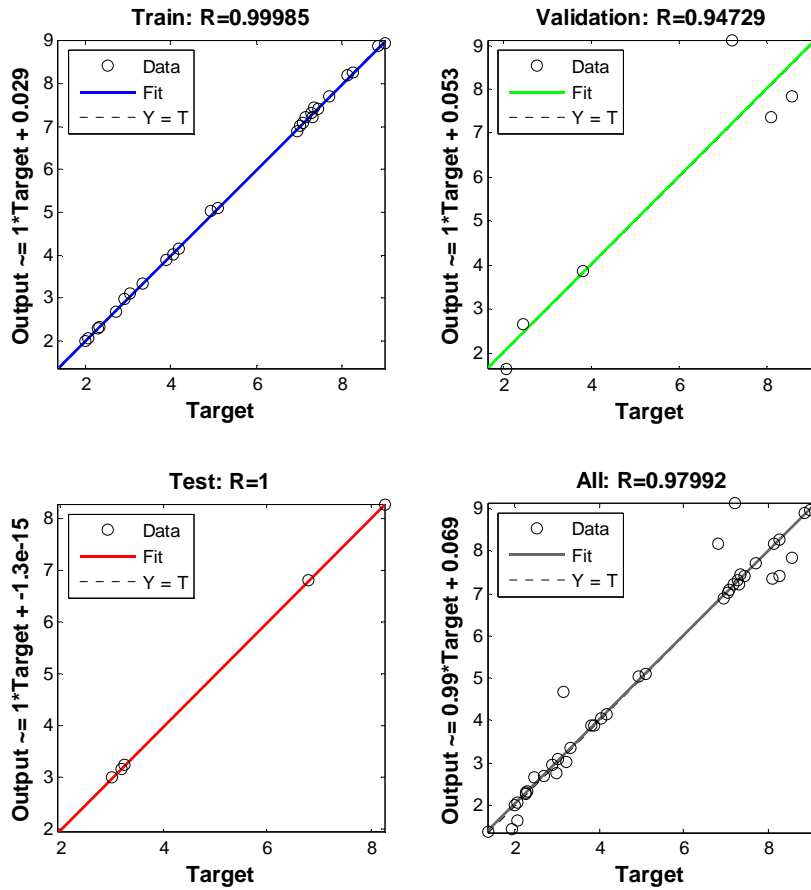 Train: R=0.99985
9
8
7
6
5
4
3
2
2
4
6
8
Target
Output ~= 1*Target + 0.029
Data
Fit
Y = T
Validation: R=0.94729
9
8
7
6
5
4
3
2
2
4
6
8
Target
Output ~= 1*Target + 0.053
Data
Fit
Y = T
Test: R=1
8
7
6
5
4
3
2
2
4
6
8
Target
Output ~= 1*Target + -1.3e-15
Data
Fit
Y = T
All: R=0.97992
9
8
7
6
5
4
3
2
2
4
6
8
Target
Output ~= 0.99*Target + 0.069
Data
Fit
Y = T